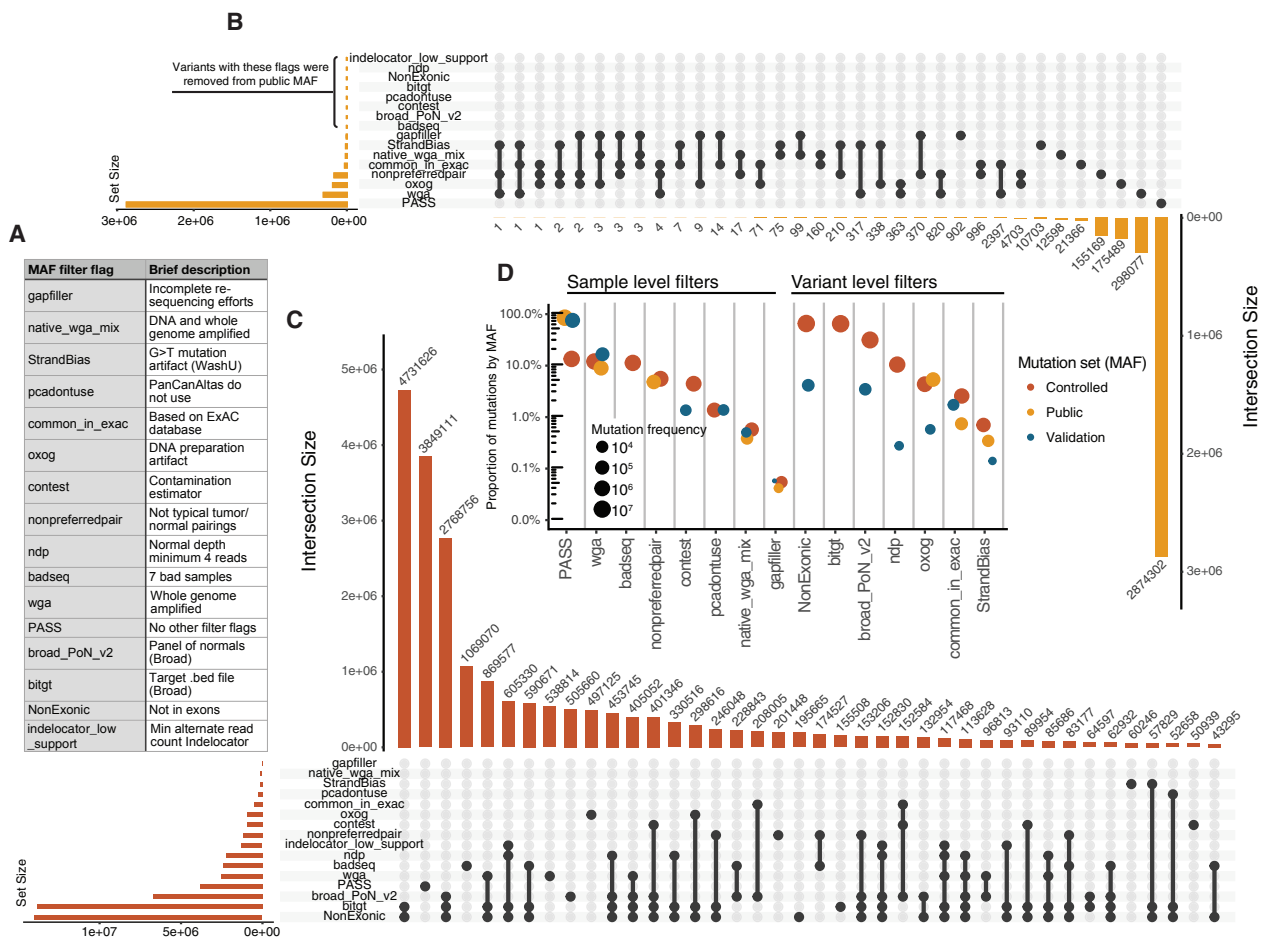 B
Variants with these flags were
removed from public MAF
indelocator_low_support
ndp
NonExonic
bitgt
pcadontuse
contest
broad_PoN_v2
badseq
gapfiller
StrandBias
native_wga_mix
common_in_exac
nonpreferredpair
oxog
wga
PASS
Set Size
3e+06
2e+06
1e+06
0e+00
1
1
1
2
2
3
3
3
4
7
9
14
17
71
75
99
160
210
317
338
363
370
820
902
996
2397
4703
10703
12598
21366
155169
175489
298077
2874302
0e+00
1e+06
2e+06
3e+06
Intersection Size
A
MAF filter flag
Brief description
gapfiller
Incomplete re-
sequencing efforts
native_wga_mix
DNA and whole
genome amplified
StrandBias
G>T mutation
artifact (WashU)
pcadontuse
PanCanAltas do
not use
common_in_exac
Based on ExAC
database
oxog
DNA preparation
artifact
contest
Contamination
estimator
nonpreferredpair
Not typical tumor/
normal pairings
ndp
Normal depth
minimum 4 reads
badseq
7 bad samples
wga
Whole genome
amplified
PASS
No other filter flags
broad_PoN_v2
Panel of normals
(Broad)
bitgt
Target .bed file
(Broad)
NonExonic
Not in exons
indelocator_low
_support
Min alternate read
count Indelocator
D
Sample level filters
Variant level filters
Proportion of mutations by MAF
100.0%
10.0%
1.0%
0.1%
0.0%
Mutation frequency
10⁴
10⁵
10⁶
10⁷
PASS
wga
badseq
nonpreferredpair
contest
pcadontuse
native_wga_mix
gapfiller
NonExonic
bitgt
broad_PoN_v2
ndp
oxog
common_in_exac
StrandBias
Mutation set (MAF)
Controlled
Public
Validation
C
Intersection Size
5e+06
4e+06
3e+06
2e+06
1e+06
0e+00
4731626
3849111
2768756
1069070
869577
605330
590671
538814
505660
497125
453745
405052
401346
330516
298616
246048
228843
208005
201448
195665
174527
155508
153206
152830
152584
132954
117468
113628
96813
93110
89954
85686
83177
64597
62932
60246
57829
52658
50939
43295
gapfiller
native_wga_mix
StrandBias
pcadontuse
common_in_exac
oxog
contest
nonpreferredpair
indelocator_low_support
ndp
badseq
wga
PASS
broad_PoN_v2
bitgt
NonExonic
Set Size
1e+07
5e+06
0e+00